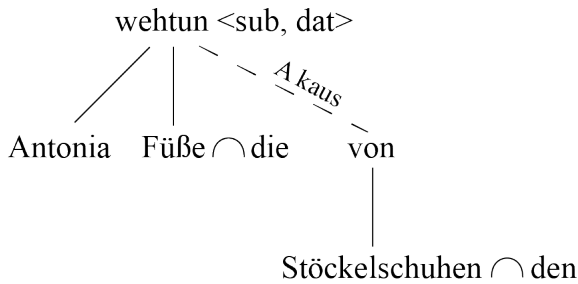 wehtun <sub, dat>
A kaus
Antonia Füße die von
Stöckelschuhen den